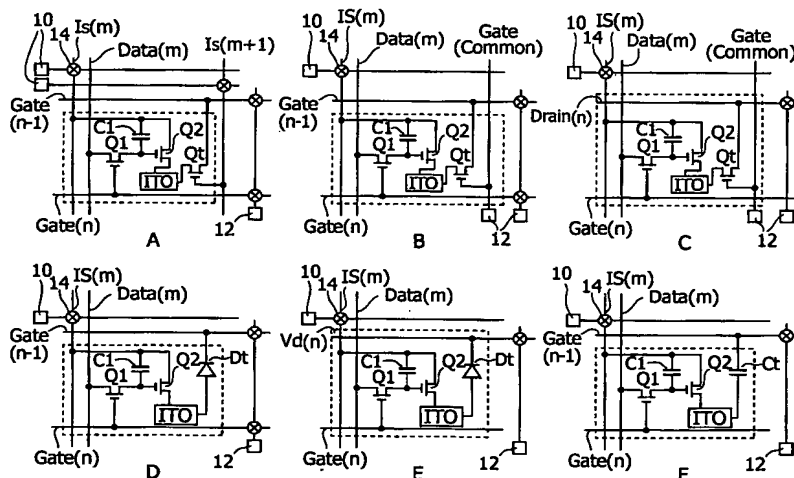 10
14
Is(m)
Data(m)
Is(m+1)
Gate
(n-1)
C1
Q1
Q2
Qt
ITO
Gate(n)
12
A
10
14
IS(m)
Data(m)
Gate
(Common)
Gate
(n-1)
C1
Q1
Q2
Qt
ITO
Gate(n)
12
B
10
14
IS(m)
Data(m)
Gate
(Common)
Drain(n)
C1
Q1
Q2
Qt
ITO
Gate(n)
12
C
10
14
IS(m)
Data(m)
Gate
(n-1)
C1
Q1
Q2
Dt
ITO
Gate(n)
12
D
10
14
IS(m)
Data(m)
Vd(n)
C1
Q1
Q2
Dt
ITO
Gate(n)
12
E
10
14
IS(m)
Data(m)
Gate
(n-1)
C1
Q1
Q2
Ct
ITO
Gate(n)
12
F